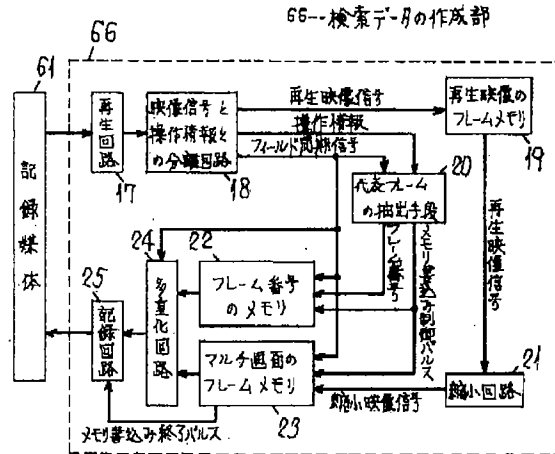 66--検索データの作成部
66
61
記録媒体
再生回路
17
映像信号と
操作情報と
の分離回路
18
再生映像信号
操作情報
フィールド同期信号
再生映像の
フレームメモリ
19
20
代表フレーム
の抽出手段
フレーム番号
メモリ書込み制御パルス
再生映像信号
24
多重化回路
22
フレーム番号
のメモリ
25
記録回路
マルチ画面の
フレームメモリ
23
縮小映像信号
縮小回路
21
メモリ書込み終了パルス